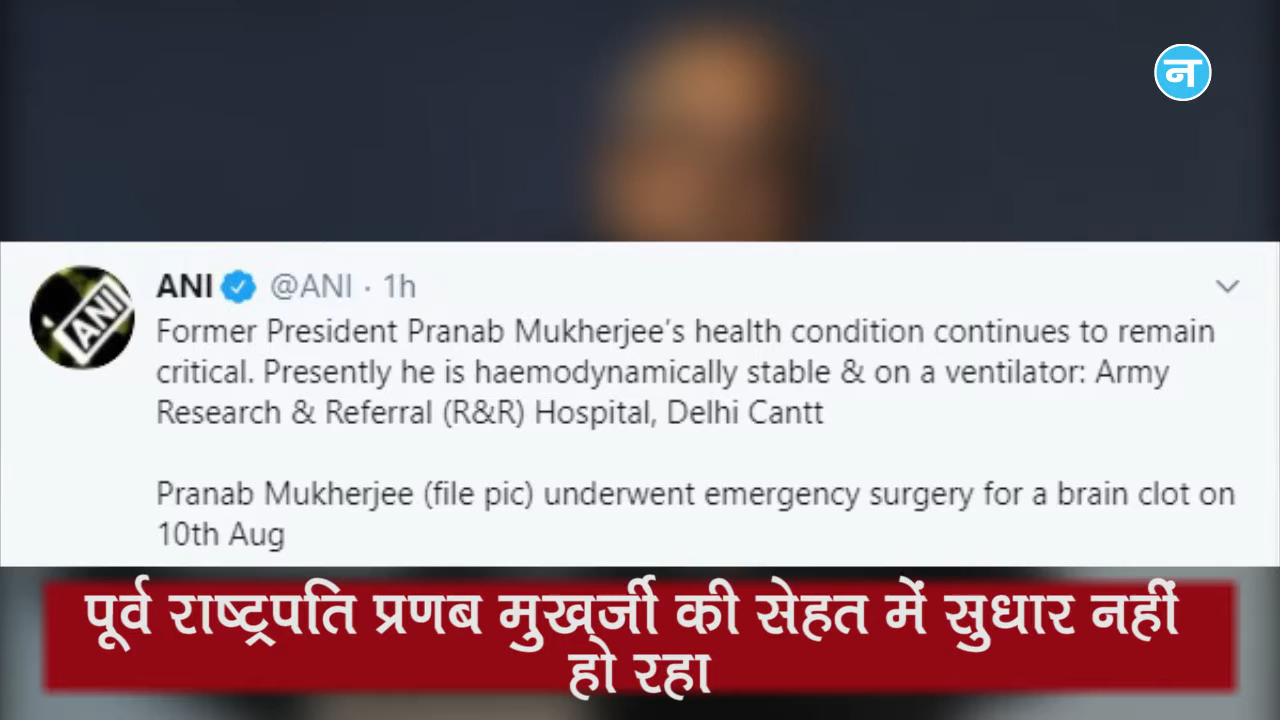 न
ANI @ANI · 1h
ANI
Former President Pranab Mukherjee's health condition continues to remain
critical. Presently he is haemodynamically stable & on a ventilator: Army
Research & Referral (R&R) Hospital, Delhi Cantt
Pranab Mukherjee (file pic) underwent emergency surgery for a brain clot on
10th Aug
पूर्व राष्ट्रपति प्रणब मुखर्जी की सेहत में सुधार नहीं
हो रहा